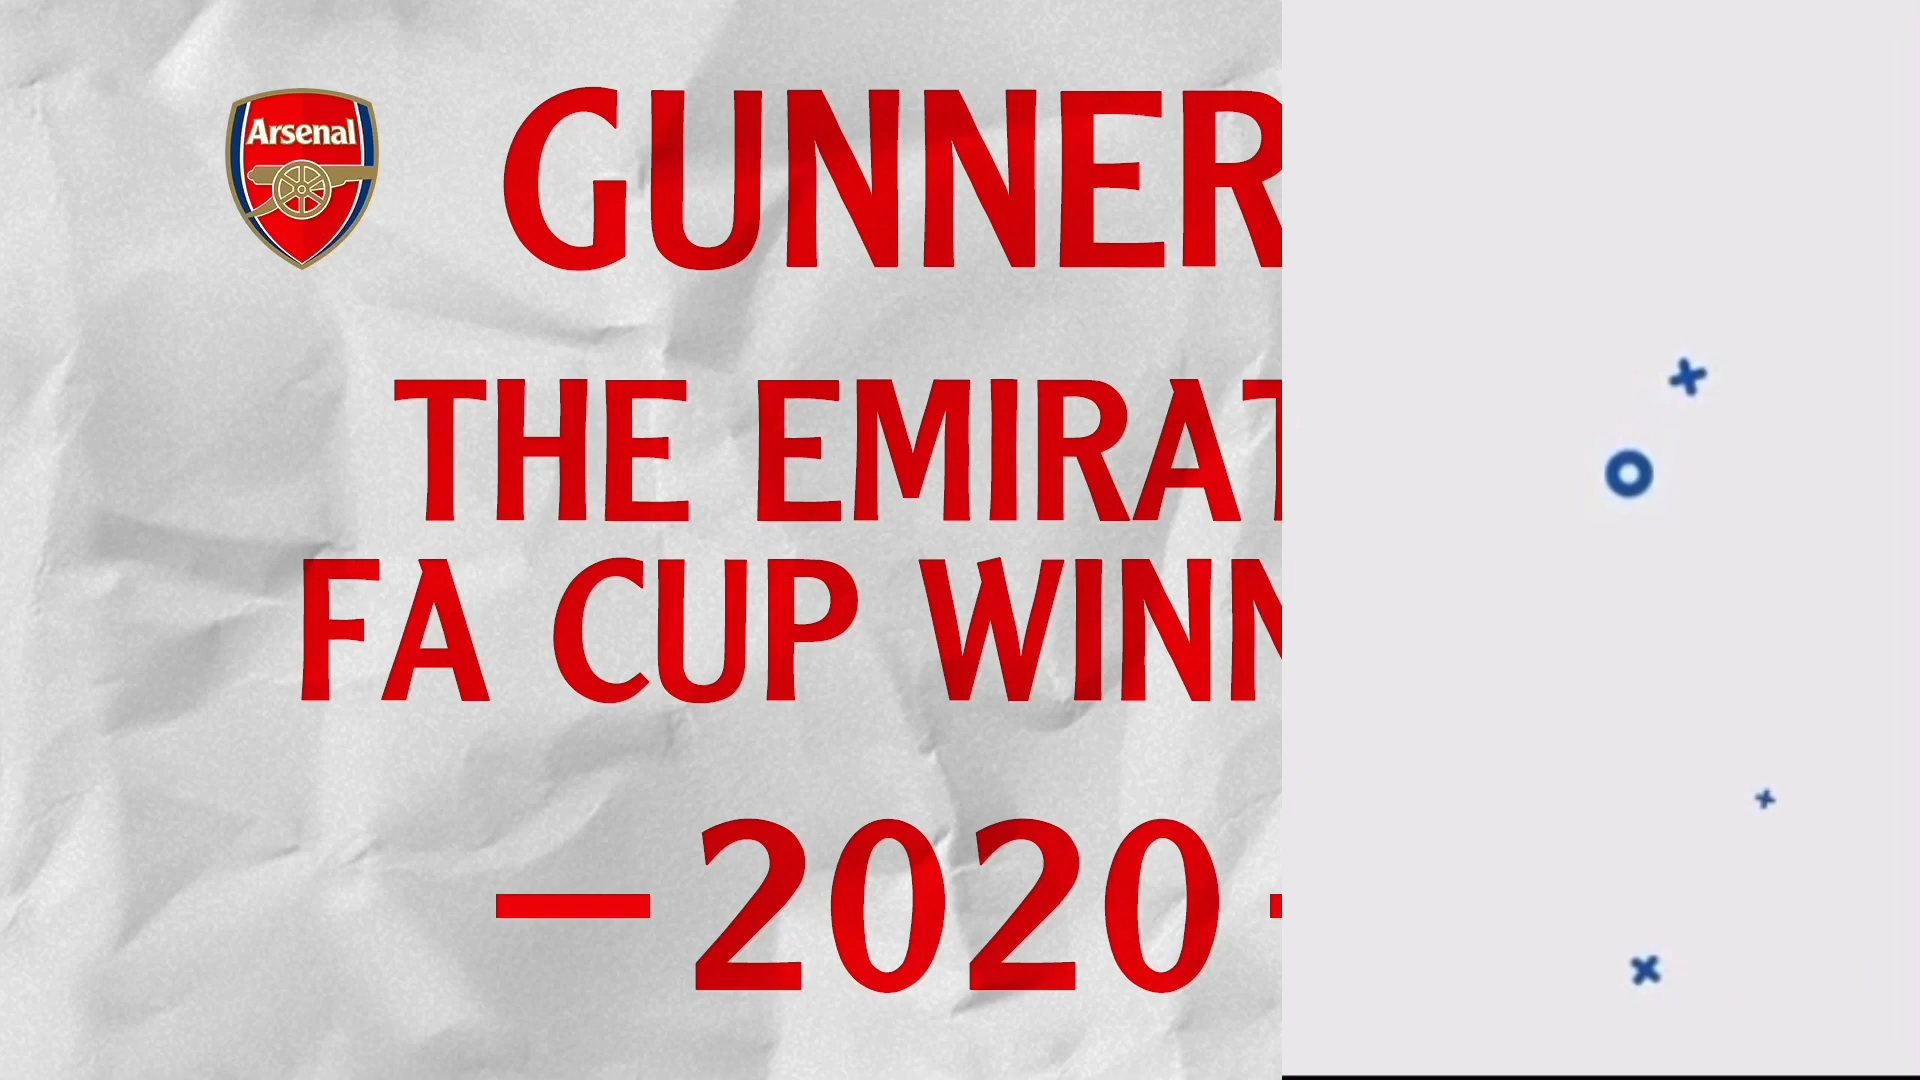 Arsenal
GUNNER
THE EMIRAT
FA CUP WINN
—2020-